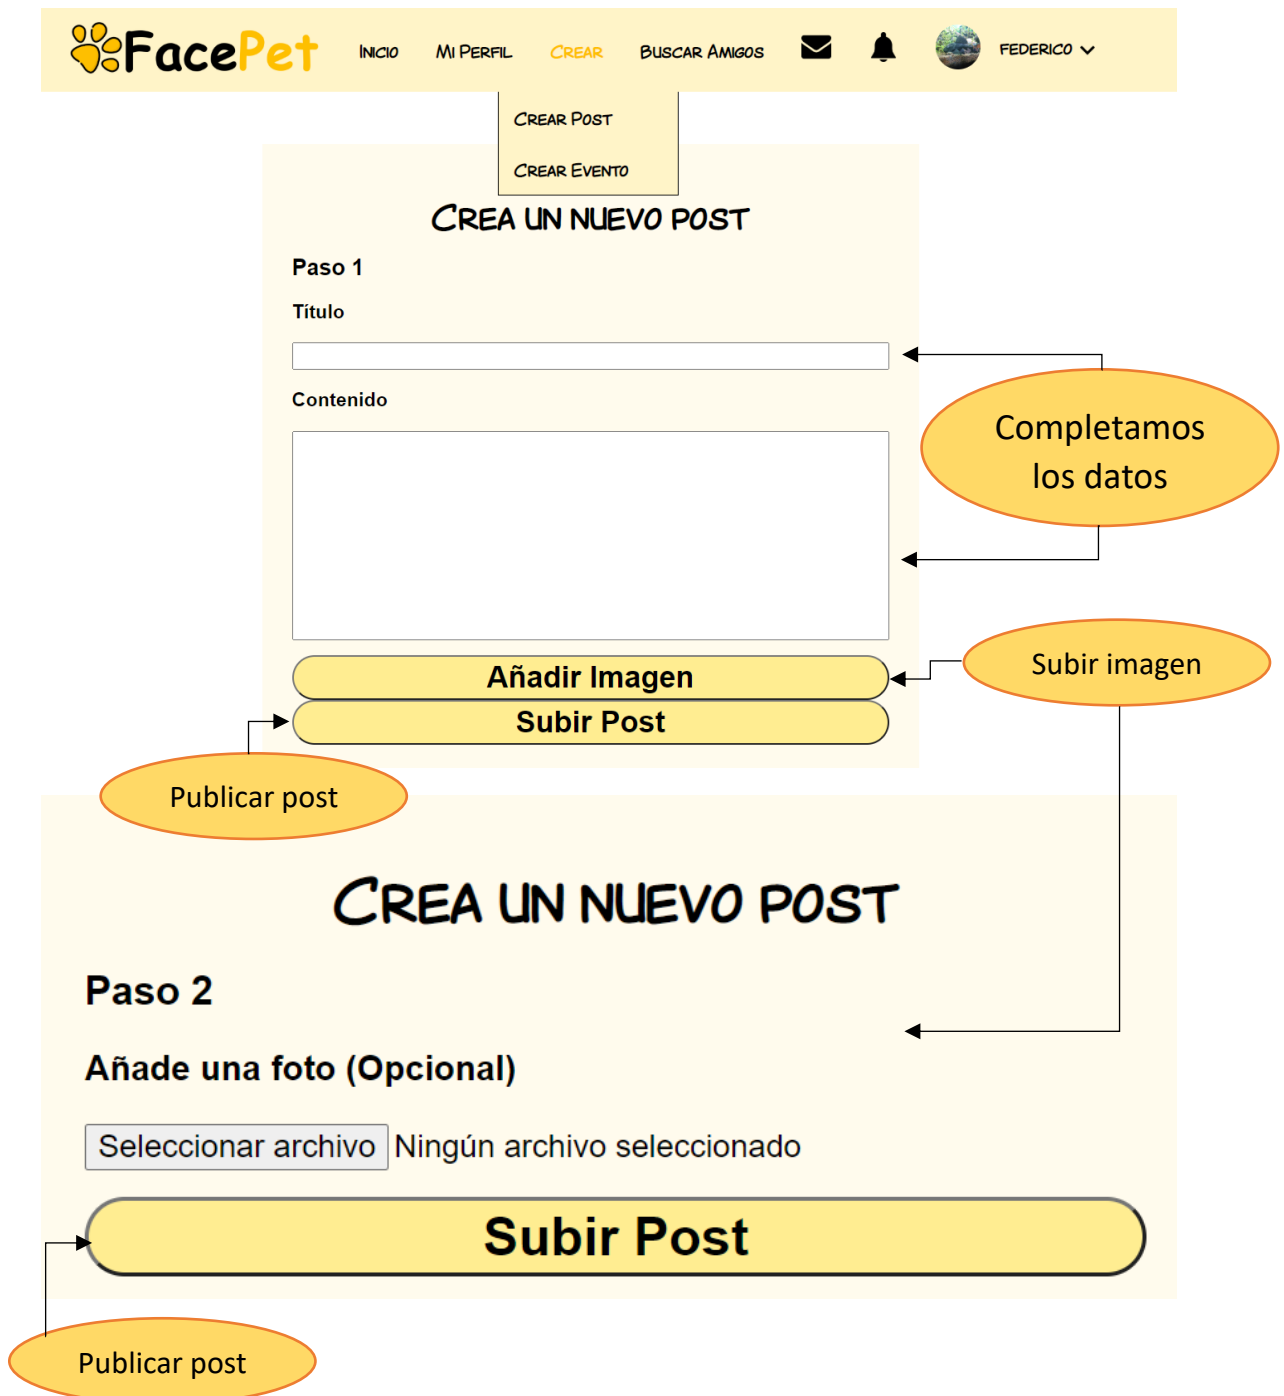 FacePet
INICIO MI PERFIL CREAR BUSCAR AMIGOS FEDERICO
CREAR POST
CREAR EVENTO
CREA UN NUEVO POST
Paso 1
Título
Contenido
Completamos
los datos
Añadir Imagen
Subir imagen
Subir Post
Publicar post
CREA UN NUEVO POST
Paso 2
Añade una foto (Opcional)
Seleccionar archivo Ningún archivo seleccionado
Subir Post
Publicar post